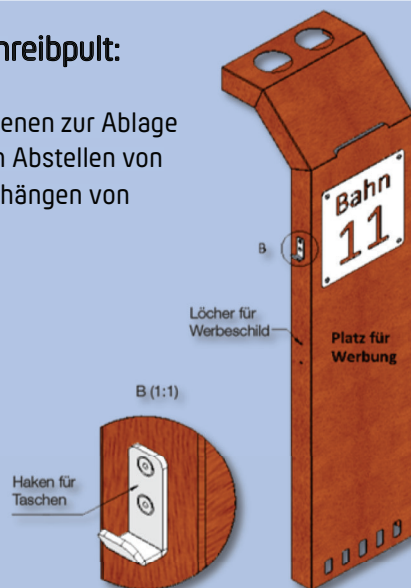 hreibpult:
enen zur Ablage
n Abstellen von
hängen von
Bahn
11
B
Löcher für
Werbeschild
Platz für
Werbung
B (1:1)
Haken für
Taschen